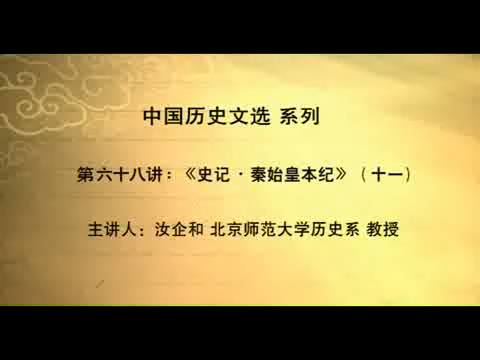 中国历史文选 系列
第六十八讲：《史记·秦始皇本纪》（十一）
主讲人：汝企和 北京师范大学历史系 教授